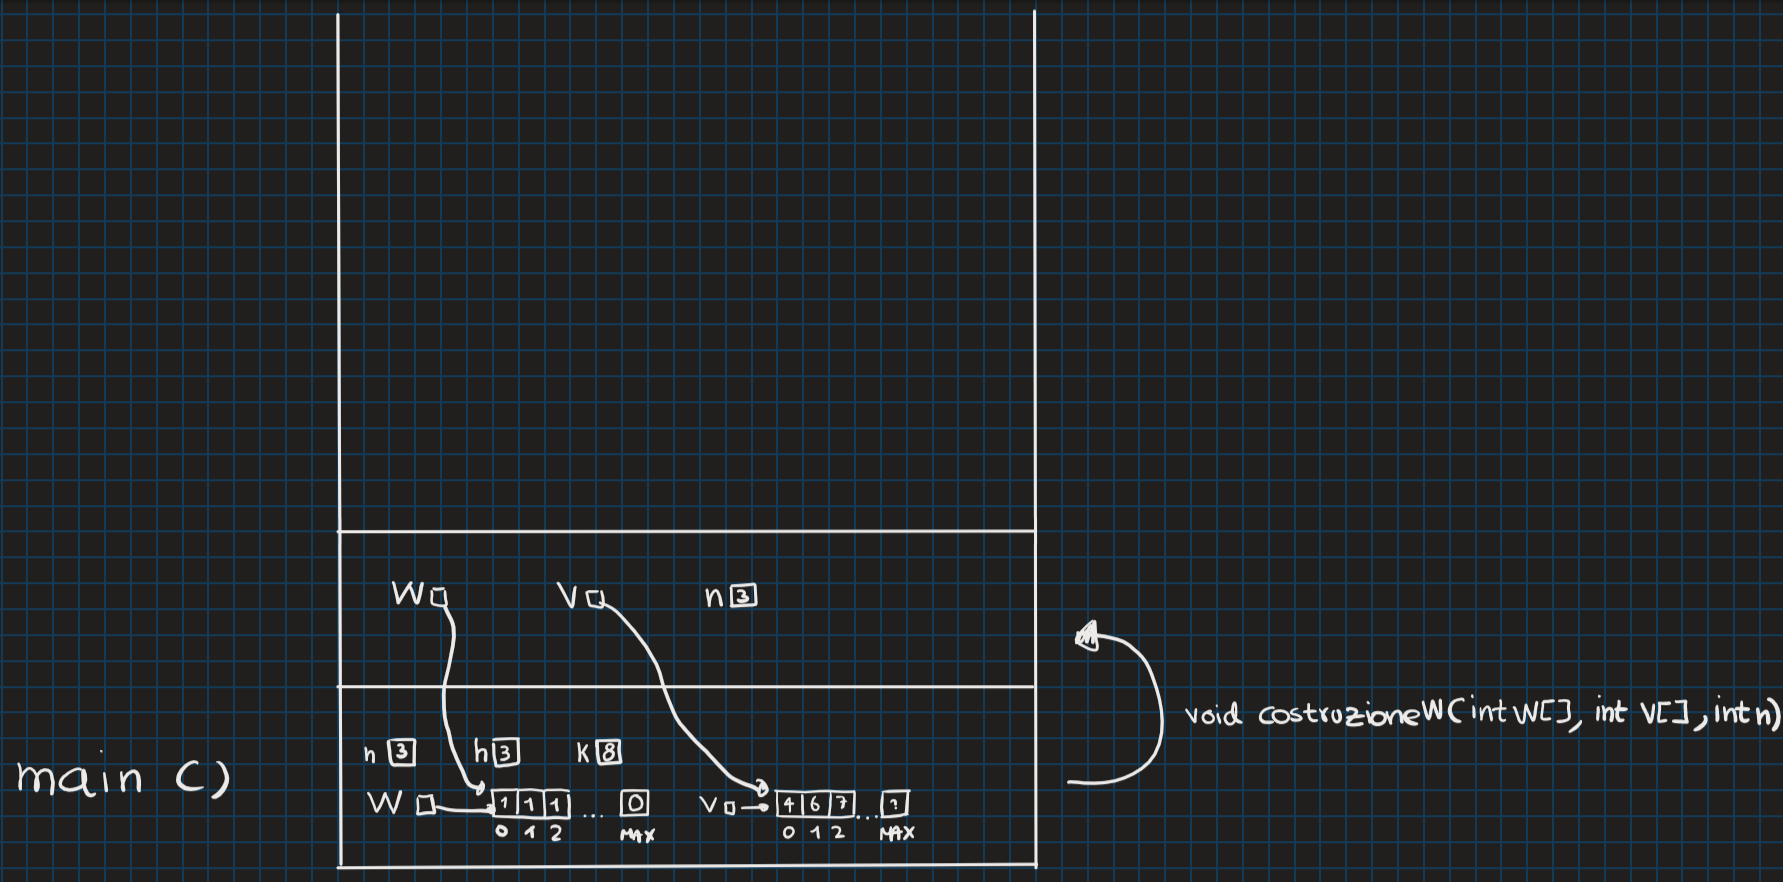 W V n 3
void costruzioneW(int W[], int V[], int n)
n 3 h 3 K 8
main ()
W 1 1 1 ... 0 V 4 6 7 ... ?
0 1 2 MAX 0 1 2 MAX